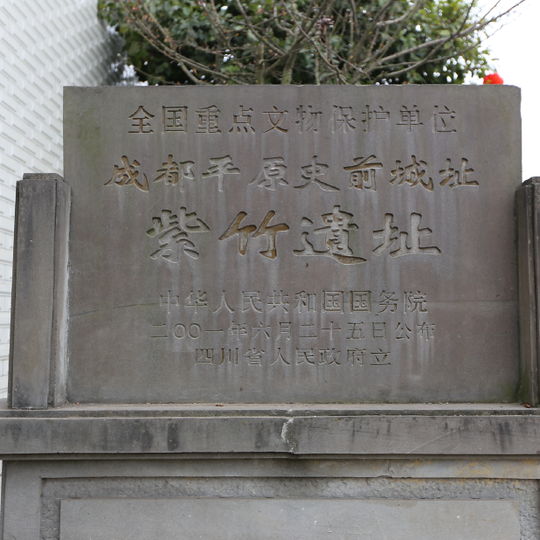 全国重点文物保护单位
成都平原史前城址
紫竹遗址
中华人民共和国国务院
二〇〇一年六月二十五日公布
四川省人民政府立